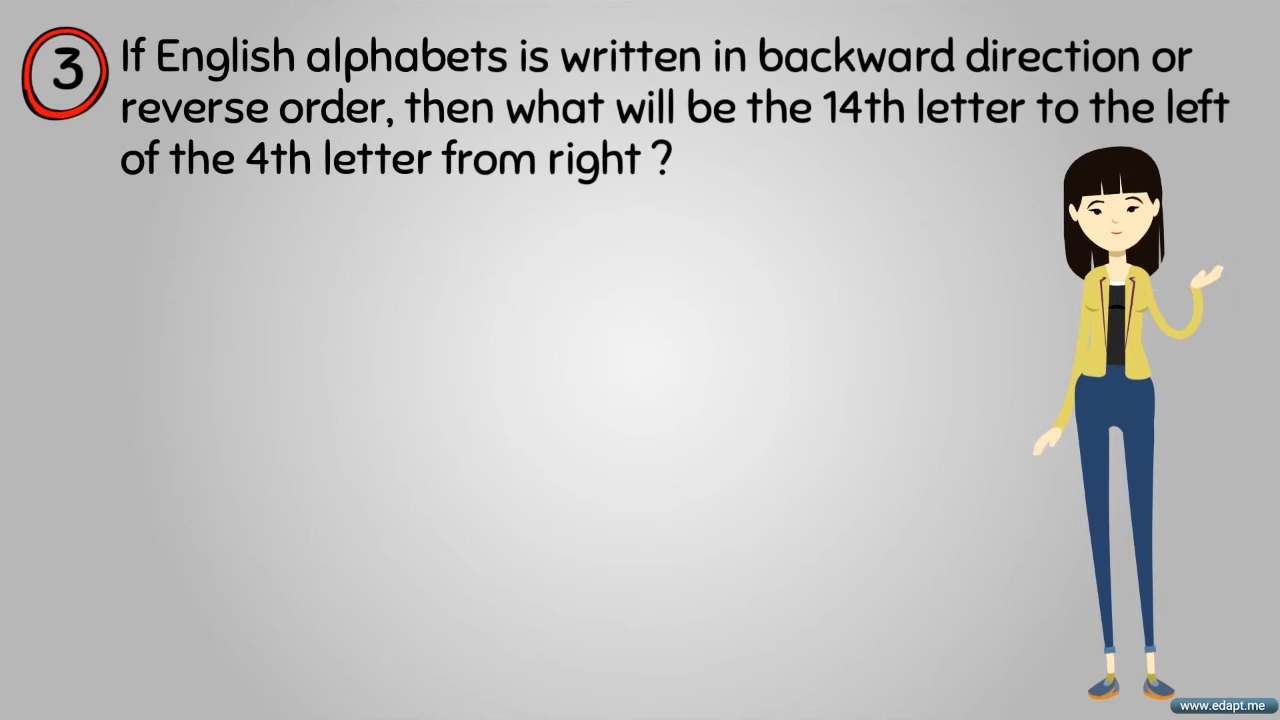 3
If English alphabets is written in backward direction or
reverse order, then what will be the 14th letter to the left
of the 4th letter from right ?
www.edapt.me